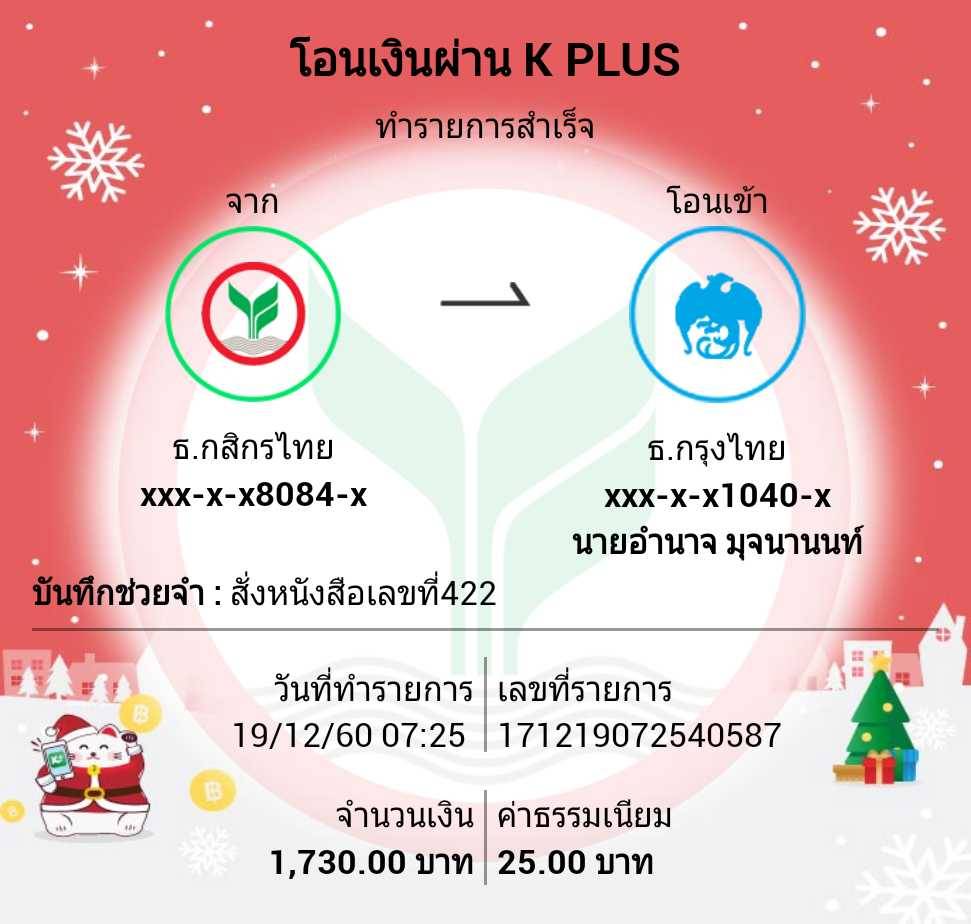 โอนเงินผ่าน K PLUS
ทำรายการสำเร็จ
จาก
โอนเข้า
ธ.กสิกรไทย
xxx-x-x8084-x
ธ.กรุงไทย
xxx-x-x1040-x
นายอำนาจ มุจนานนท์
บันทึกช่วยจำ : สั่งหนังสือเลขที่422
วันที่ทำรายการ
19/12/60 07:25
เลขที่รายการ
171219072540587
จำนวนเงิน
1,730.00 บาท
ค่าธรรมเนียม
25.00 บาท